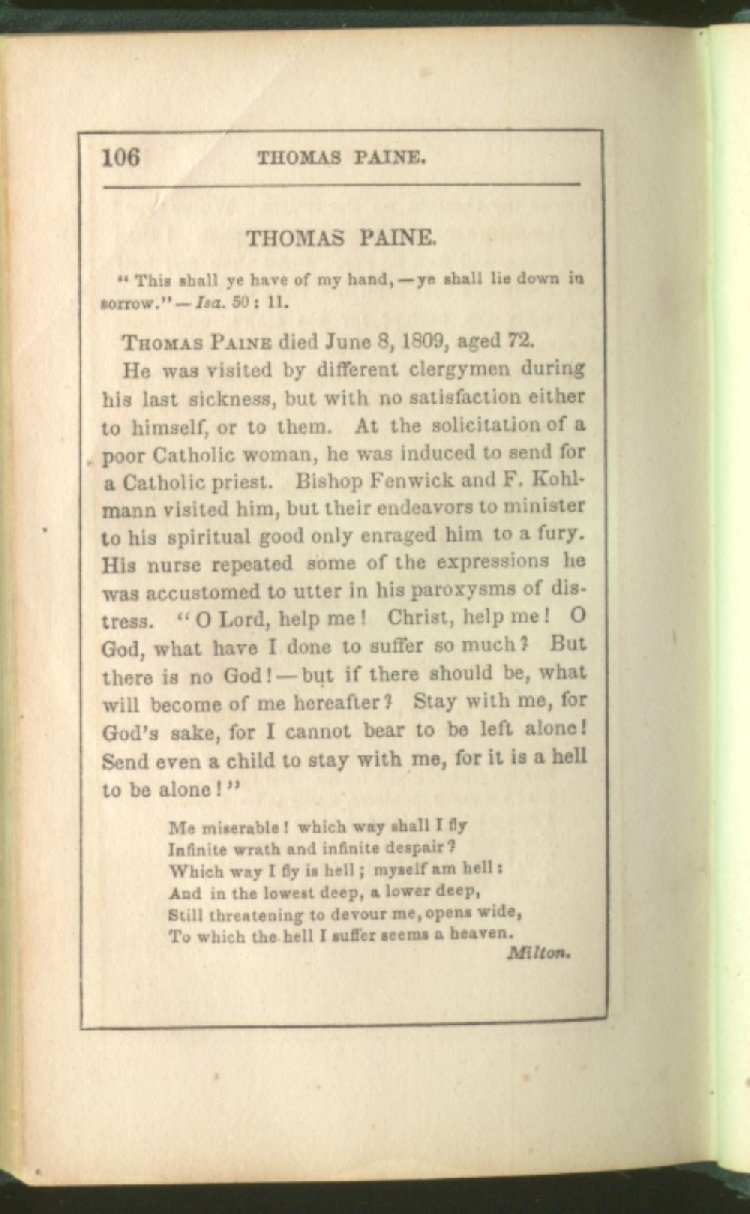 106 THOMAS PAINE.
THOMAS PAINE.
“ This shall ye have of my hand, — ye shall lie down in
sorrow.” — Isa. 50 : 11.
THOMAS PAINE died June 8, 1809, aged 72.
He was visited by different clergymen during
his last sickness, but with no satisfaction either
to himself, or to them. At the solicitation of a
poor Catholic woman, he was induced to send for
a Catholic priest. Bishop Fenwick and F. Kohl-
mann visited him, but their endeavors to minister
to his spiritual good only enraged him to a fury.
His nurse repeated some of the expressions he
was accustomed to utter in his paroxysms of dis-
tress. “ O Lord, help me ! Christ, help me ! O
God, what have I done to suffer so much ? But
there is no God ! — but if there should be, what
will become of me hereafter ? Stay with me, for
God's sake, for I cannot bear to be left alone !
Send even a child to stay with me, for it is a hell
to be alone ! ”
Me miserable ! which way shall I fly
Infinite wrath and infinite despair ?
Which way I fly is hell ; myself am hell :
And in the lowest deep, a lower deep,
Still threatening to devour me, opens wide,
To which the hell I suffer seems a heaven.
Milton.